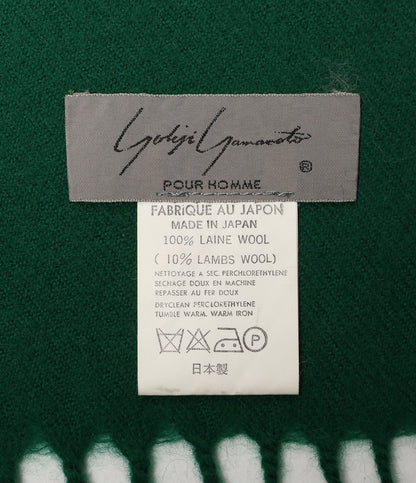 Yohji Yamamoto
®
POUR HOMME
FABRIQUE AU JAPON
MADE IN JAPAN
100% LAINE WOOL
( 10% LAMBS WOOL)
NETTOYAGE A SEC. PERCHLORETHYLENE
SECHAGE DOUX EN MACHINE
REPASSER AU FER DOUX
DRYCLEAN PERCLORETHYLENE
TUMBLE WARM. WARM IRON
P
日本製